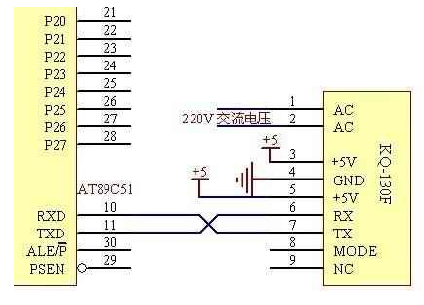 P20 21
P21 22
P22 23
P23 24
P24 25
P25 26
P26 27
P27 28
AT89C51
RXD 10
TXD 11
ALE/P 30
PSEN 29
220V 交流电压
+5
+5
1 AC
2 AC
3 +5V
4 GND
5 +5V
6 RX
7 TX
8 MODE
9 NC
KQ-130F